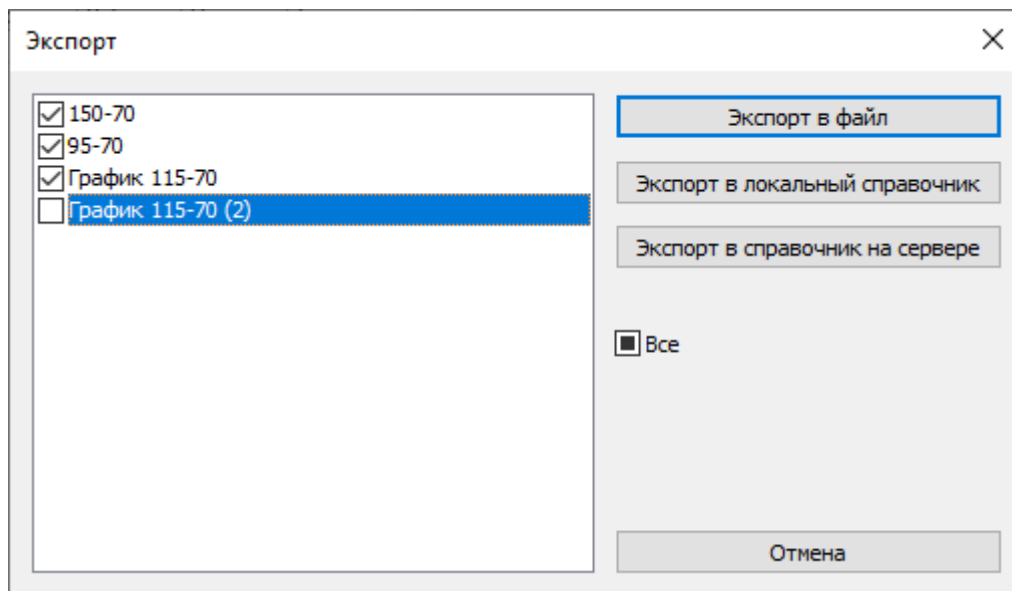 Экспорт
150-70
95-70
График 115-70
График 115-70 (2)
Экспорт в файл
Экспорт в локальный справочник
Экспорт в справочник на сервере
Все
Отмена